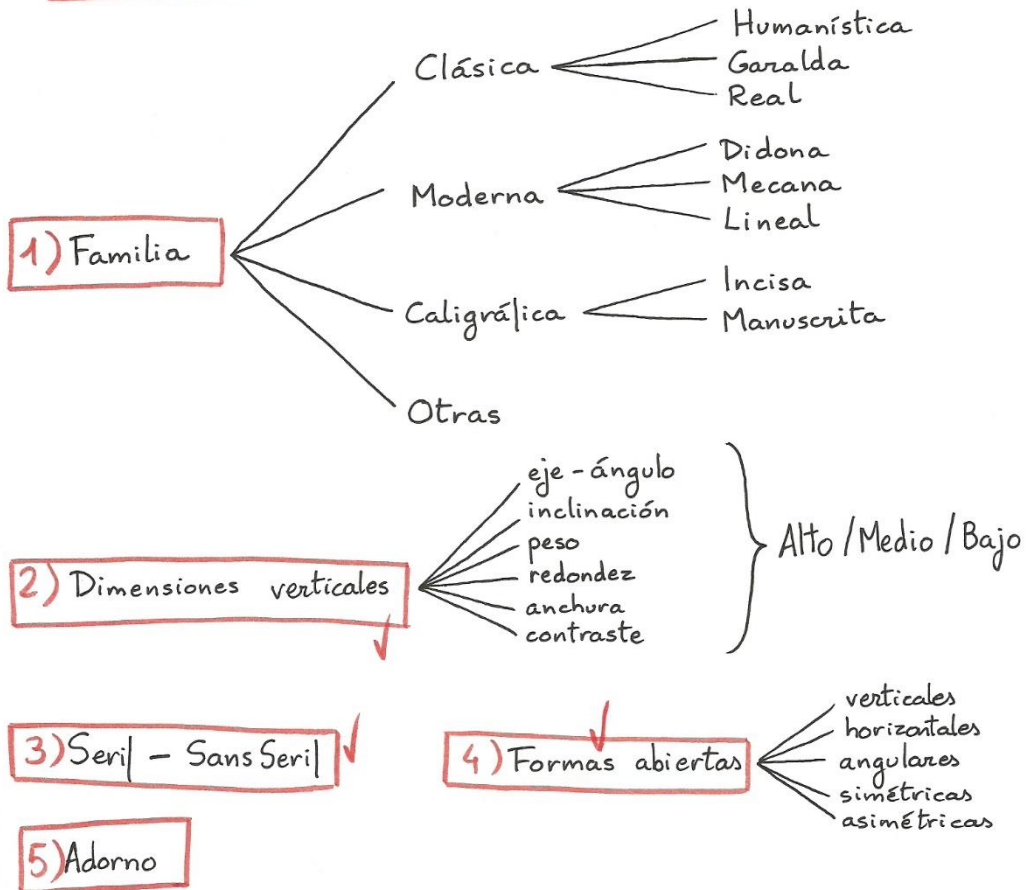 Clásica
Humanística
Garalda
Real
Moderna
Didona
Mecana
Lineal
1) Familia
Caligráfica
Incisa
Manuscrita
Otras
2) Dimensiones verticales
eje - ángulo
inclinación
peso
redondez
anchura
contraste
Alto / Medio / Bajo
3) Serif - Sans Serif
4) Formas abiertas
verticales
horizontales
angulares
simétricas
asimétricas
5) Adorno